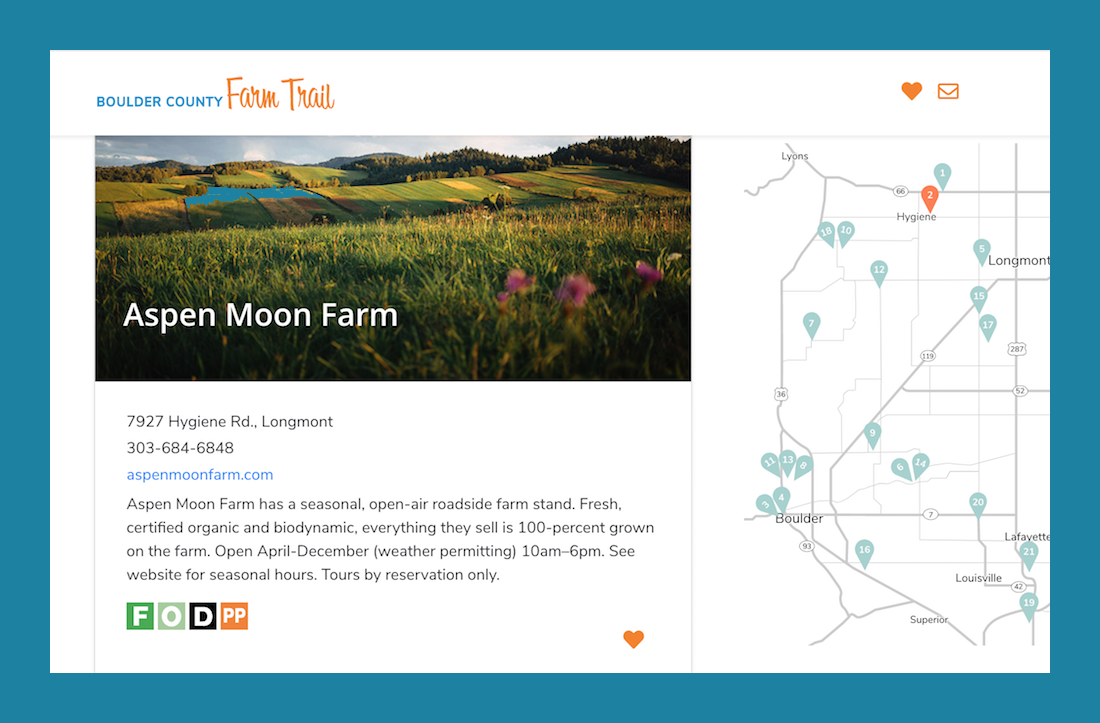 BOULDER COUNTY Farm Trail
Aspen Moon Farm
7927 Hygiene Rd., Longmont
303-684-6848
aspenmoonfarm.com
Aspen Moon Farm has a seasonal, open-air roadside farm stand. Fresh,
certified organic and biodynamic, everything they sell is 100-percent grown
on the farm. Open April-December (weather permitting) 10am–6pm. See
website for seasonal hours. Tours by reservation only.
F O D PP
Lyons
1
66
2
Hygiene
18 10
5
Longmont
12
15
7
17
287
119
36
52
9
11 13 8
6 14
3 4
20
Boulder
7
93
Lafayette
16
21
Louisville
42
19
Superior